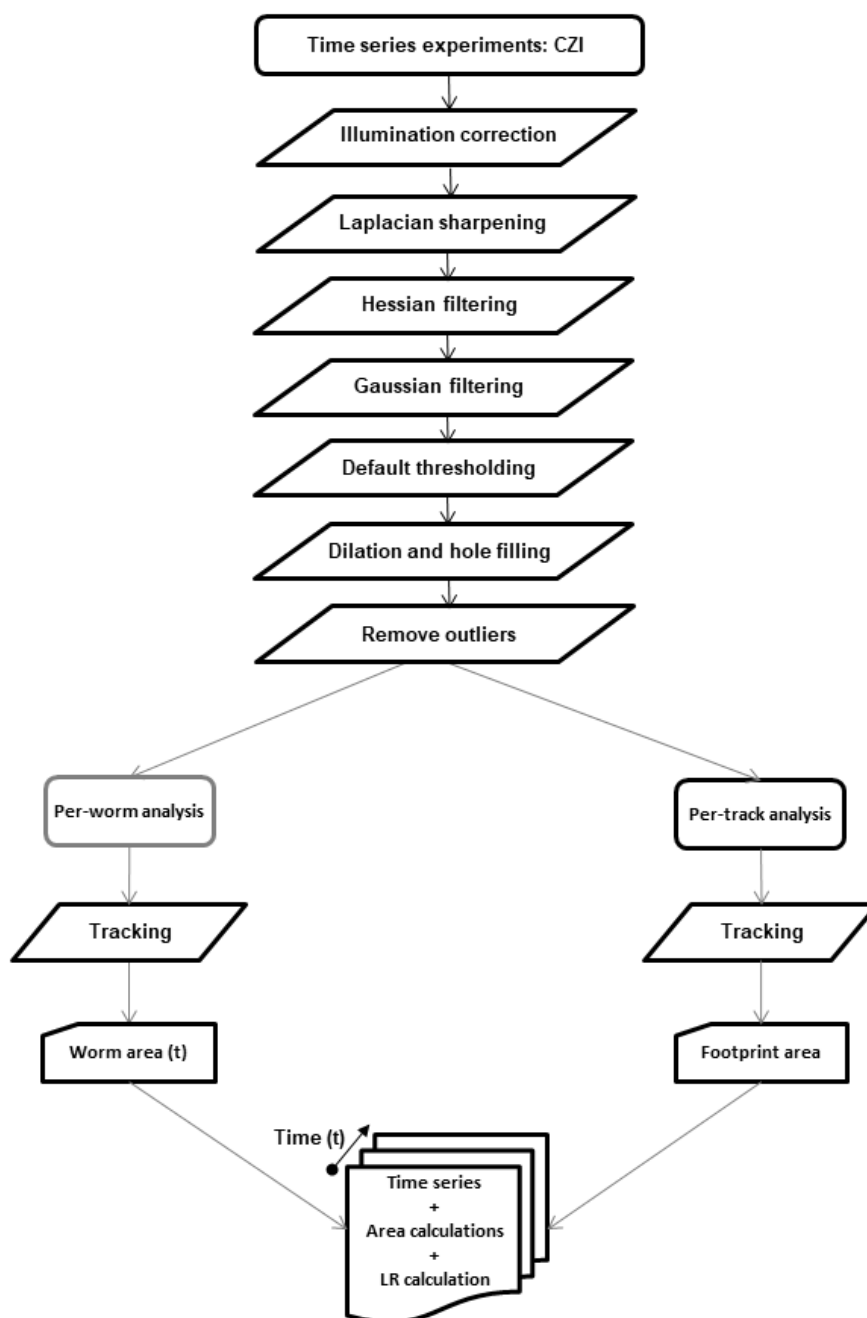 Time series experiments: CZI
Illumination correction
Laplacian sharpening
Hessian filtering
Gaussian filtering
Default thresholding
Dilation and hole filling
Remove outliers
Per-worm analysis
Per-track analysis
Tracking
Tracking
Worm area (t)
Footprint area
Time (t)
Time series
+
Area calculations
+
LR calculation